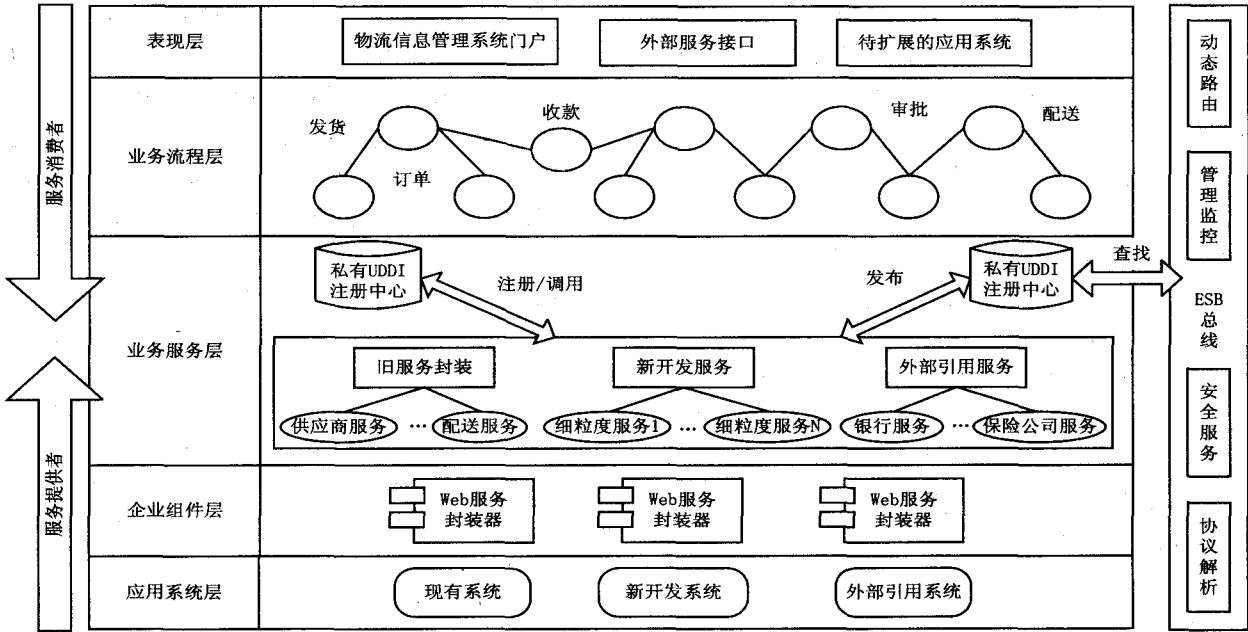 表现层
物流信息管理系统门户
外部服务接口
待扩展的应用系统
业务流程层
发货
订单
收款
审批
配送
业务服务层
私有UDDI
注册中心
注册/调用
发布
私有UDDI
注册中心
查找
旧服务封装
新开发服务
外部引用服务
供应商服务
…
配送服务
细粒度服务1
…
细粒度服务N
银行服务
…
保险公司服务
企业组件层
Web服务
封装器
Web服务
封装器
Web服务
封装器
应用系统层
现有系统
新开发系统
外部引用系统
服务消费者
服务提供者
动态路由
管理监控
ESB
总线
安全服务
协议解析